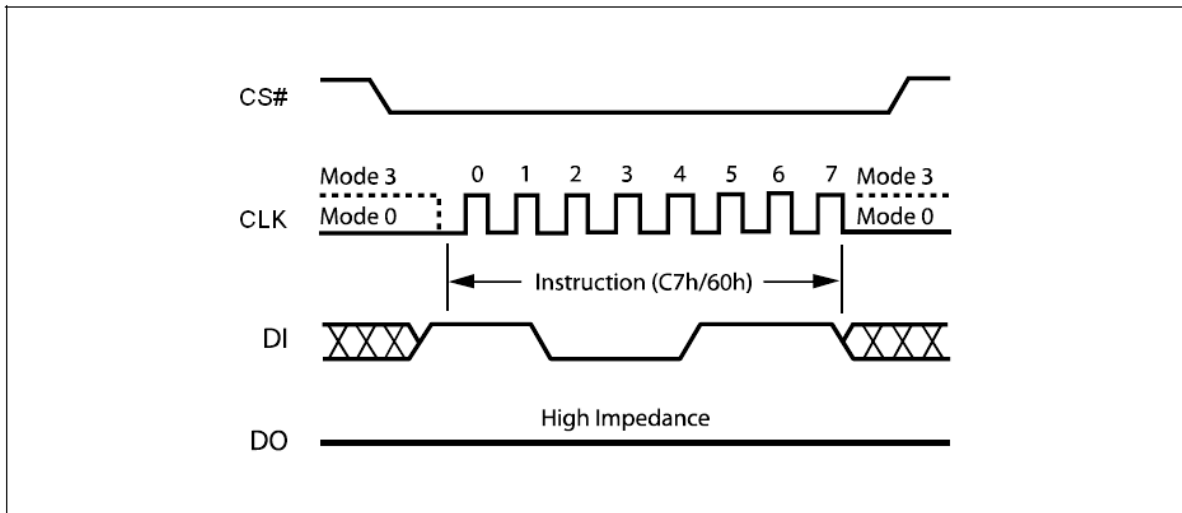 CS#
Mode 3 0 1 2 3 4 5 6 7 Mode 3
CLK Mode 0 Mode 0
Instruction (C7h/60h)
DI
High Impedance
DO